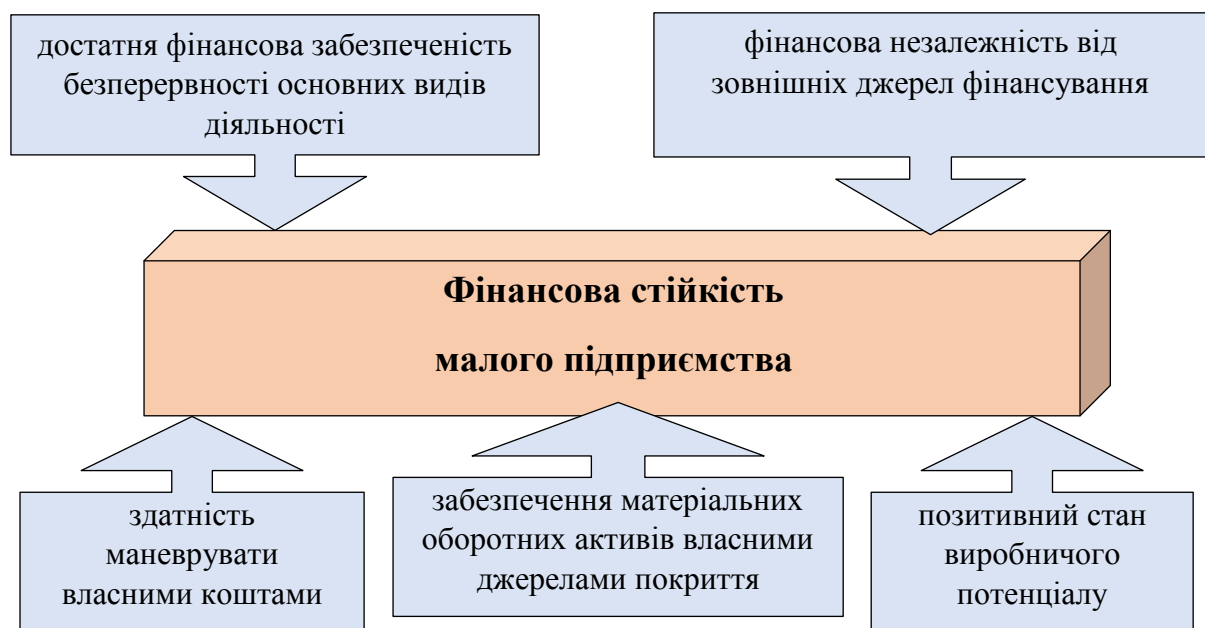 достатня фінансова забезпеченість
безперервності основних видів
діяльності
фінансова незалежність від
зовнішніх джерел фінансування
Фінансова стійкість
малого підприємства
здатність
маневрувати
власними коштами
забезпечення матеріальних
оборотних активів власними
джерелами покриття
позитивний стан
виробничого
потенціалу